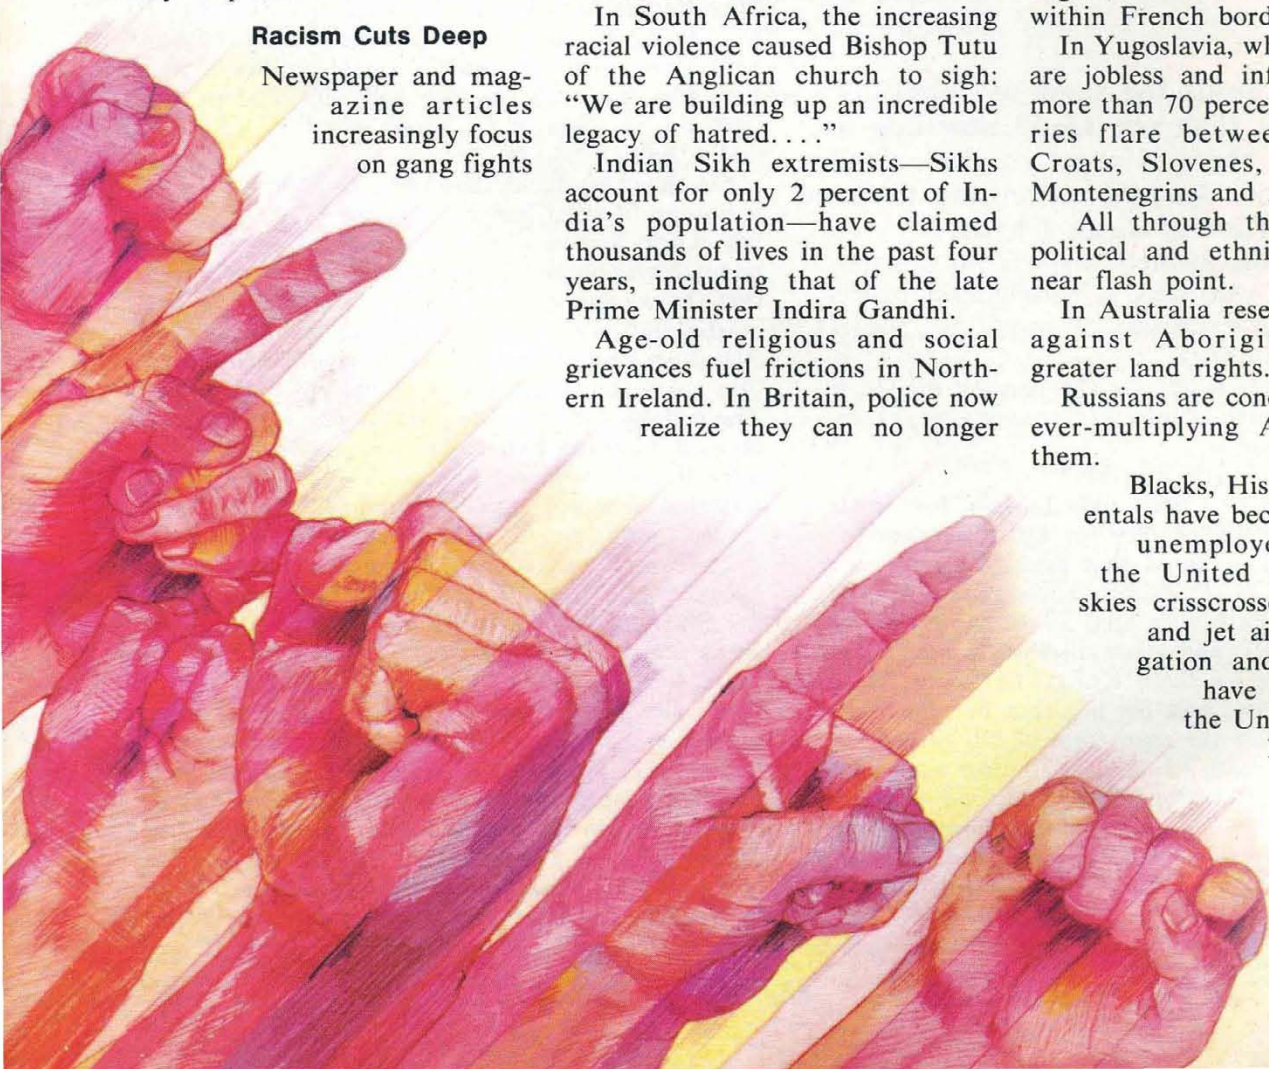 Racism Cuts Deep
Newspaper and mag-
azine articles
increasingly focus
on gang fights
In South Africa, the increasing
racial violence caused Bishop Tutu
of the Anglican church to sigh:
“We are building up an incredible
legacy of hatred. . . .”
Indian Sikh extremists—Sikhs
account for only 2 percent of In-
dia’s population—have claimed
thousands of lives in the past four
years, including that of the late
Prime Minister Indira Gandhi.
Age-old religious and social
grievances fuel frictions in North-
ern Ireland. In Britain, police now
realize they can no longer
within French bord
In Yugoslavia, wh
are jobless and inf
more than 70 perce
ries flare betwee
Croats, Slovenes,
Montenegrins and
All through th
political and ethni
near flash point.
In Australia rese
against Aborigi
greater land rights.
Russians are con
ever-multiplying A
them.
Blacks, His
entals have bec
unemploye
the United
skies crisscross
and jet ai
gation and
have
the Un